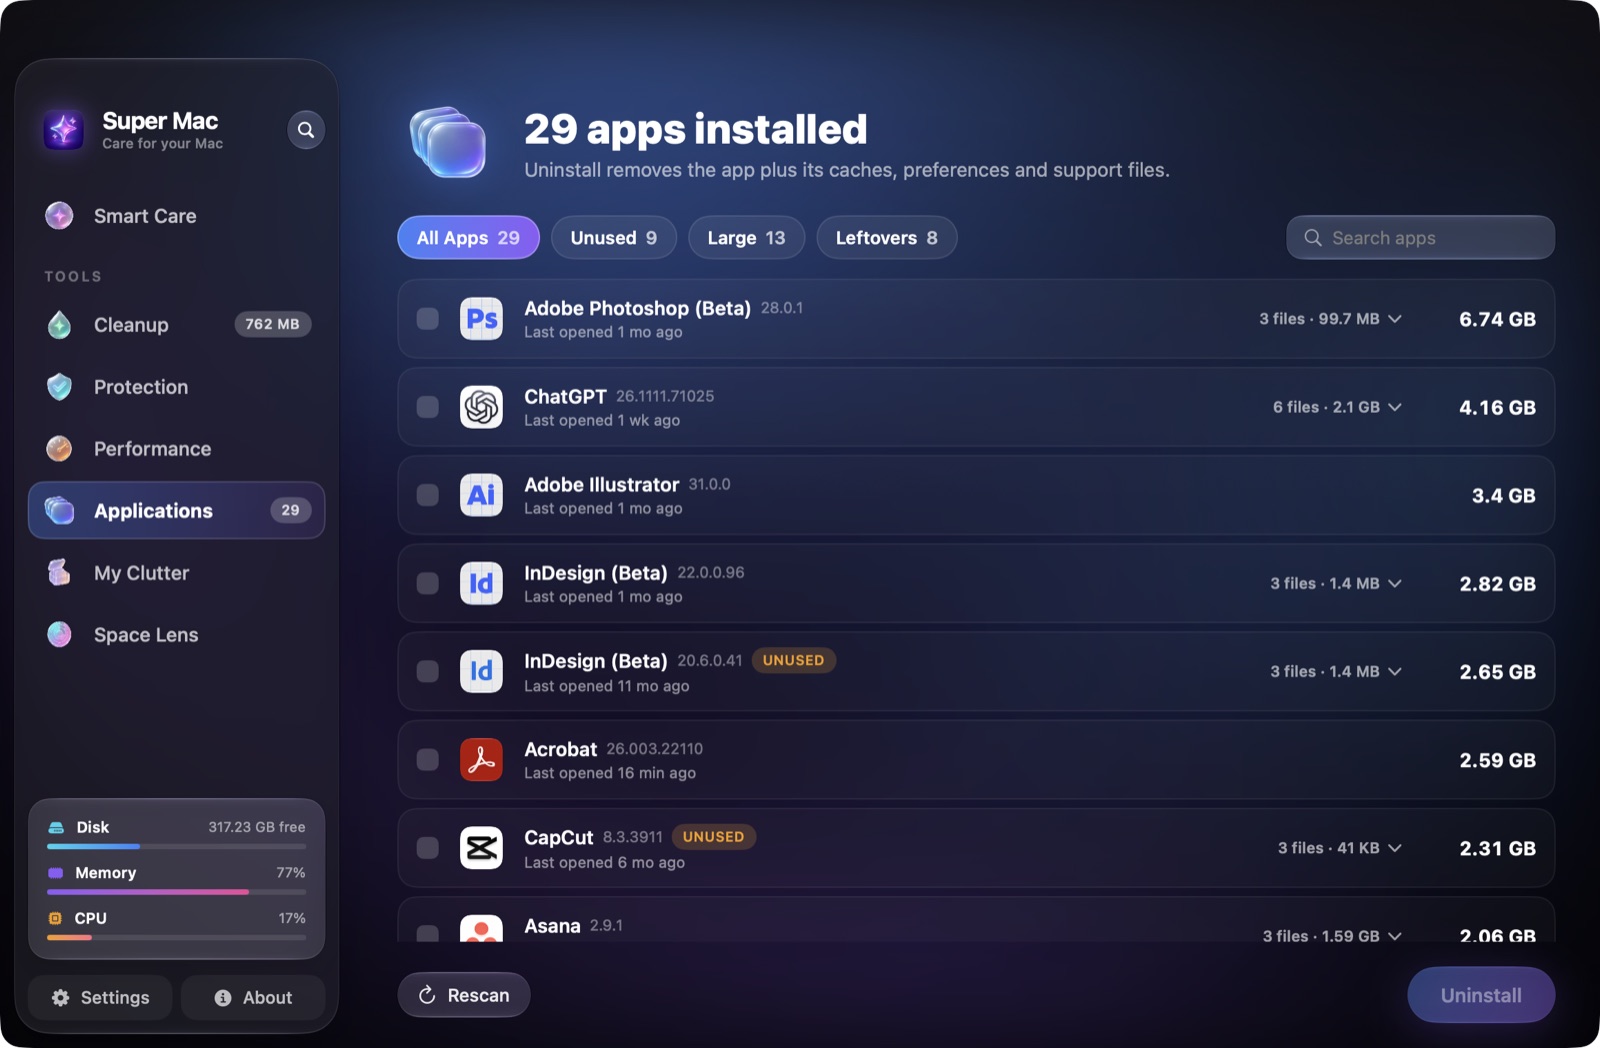 Super Mac
Care for your Mac
Smart Care
TOOLS
Cleanup 762 MB
Protection
Performance
Applications 29
My Clutter
Space Lens
Disk 317.23 GB free
Memory 77%
CPU 17%
Settings About
29 apps installed
Uninstall removes the app plus its caches, preferences and support files.
All Apps 29 Unused 9 Large 13 Leftovers 8 Search apps
Ps Adobe Photoshop (Beta) 28.0.1
Last opened 1 mo ago
3 files · 99.7 MB 6.74 GB
ChatGPT 26.1111.71025
Last opened 1 wk ago
6 files · 2.1 GB 4.16 GB
Ai Adobe Illustrator 31.0.0
Last opened 1 mo ago
3.4 GB
Id InDesign (Beta) 22.0.0.96
Last opened 1 mo ago
3 files · 1.4 MB 2.82 GB
Id InDesign (Beta) 20.6.0.41 UNUSED
Last opened 11 mo ago
3 files · 1.4 MB 2.65 GB
Acrobat 26.003.22110
Last opened 16 min ago
2.59 GB
CapCut 8.3.3911 UNUSED
Last opened 6 mo ago
3 files · 41 KB 2.31 GB
Asana 2.9.1
3 files · 1.59 GB 2.06 GB
Rescan Uninstall